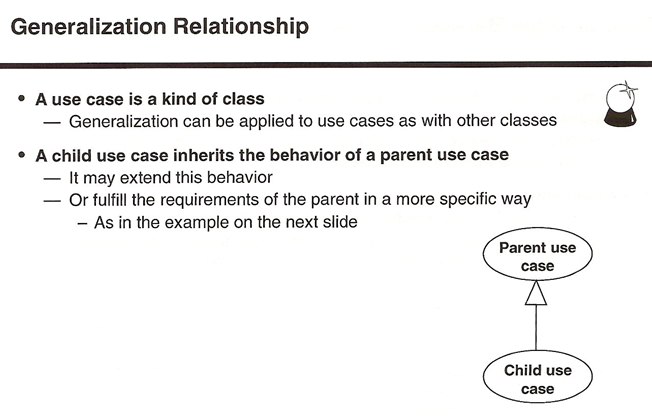 Generalization Relationship
• A use case is a kind of class
— Generalization can be applied to use cases as with other classes
• A child use case inherits the behavior of a parent use case
— It may extend this behavior
— Or fulfill the requirements of the parent in a more specific way
– As in the example on the next slide
Parent use
case
Child use
case